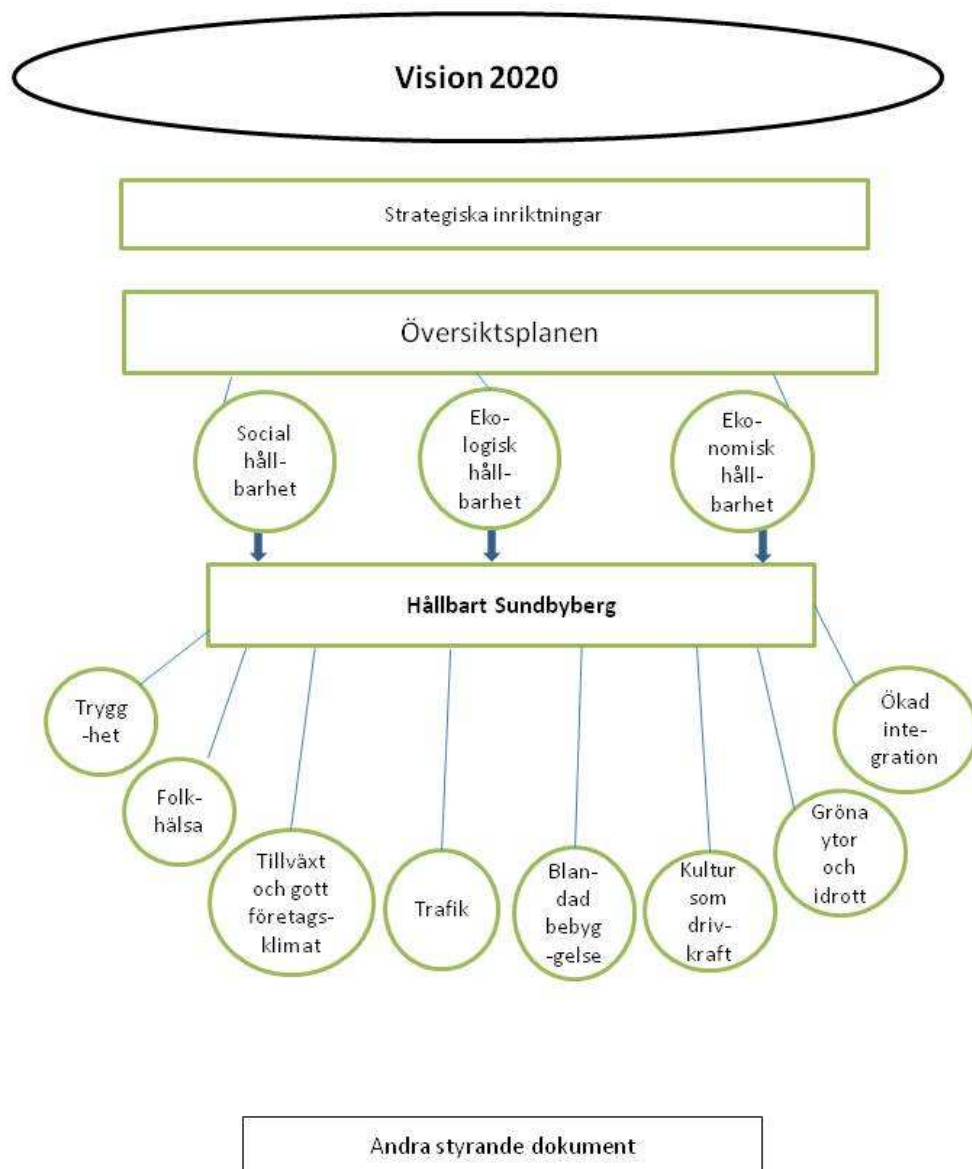 Vision 2020
Strategiska inriktningar
Översiktsplanen
Social
håll-
barhet
Eko-
logisk
håll-
barhet
Eko-
nomisk
håll-
barhet
Hållbart Sundbyberg
Trygg
-het
Folk-
hälsa
Tillväxt
och gott
företags-
klimat
Trafik
Blan-
dad
bebyg
-gelse
Kultur
som
driv-
kraft
Gröna
ytor
och
idrott
Ökad
inte-
gration
Andra styrande dokument